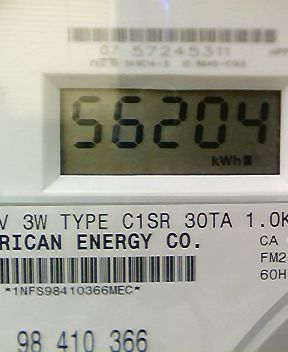 07 57245311
56204
kWh
V 3W TYPE C1SR 30TA 1.0K
RICAN ENERGY CO.
CA
FM2
60H
*1NFS98410366MEC*
98 410 366